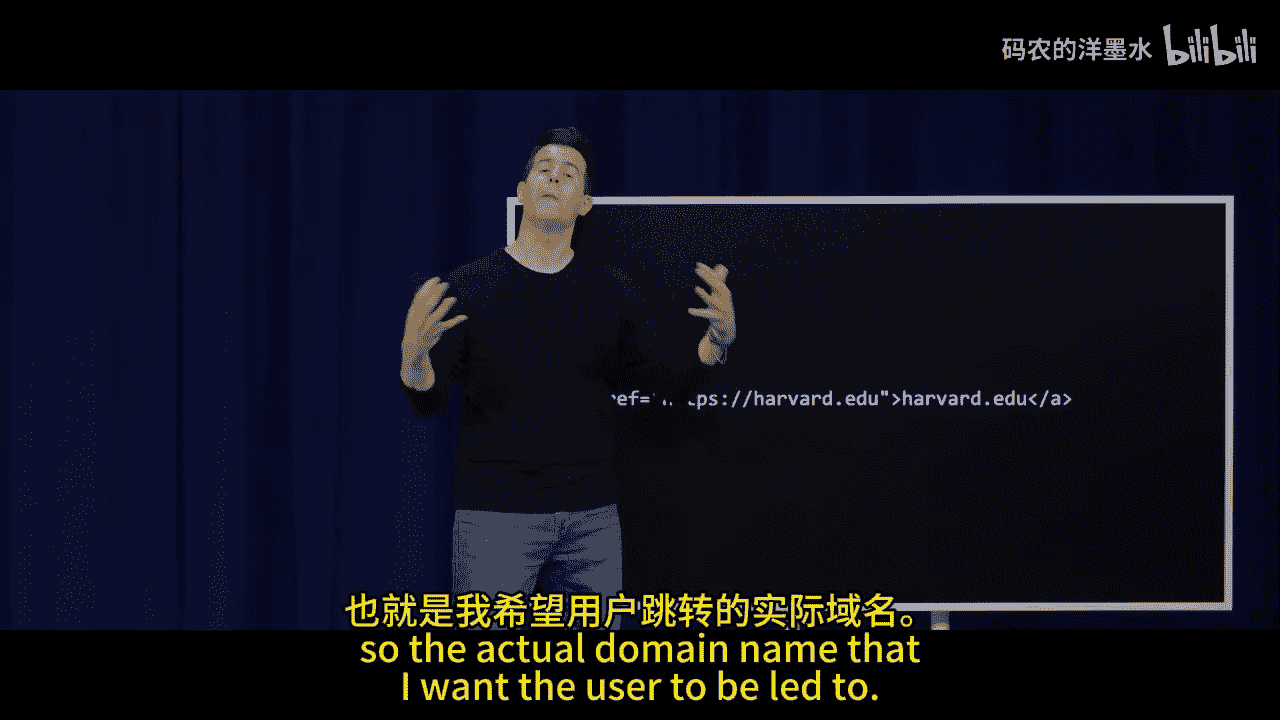 码农的洋墨水 bilibili
ref="https://harvard.edu">harvard.edu</a>
也就是我希望用户跳转的实际域名。
so the actual domain name that
I want the user to be led to.